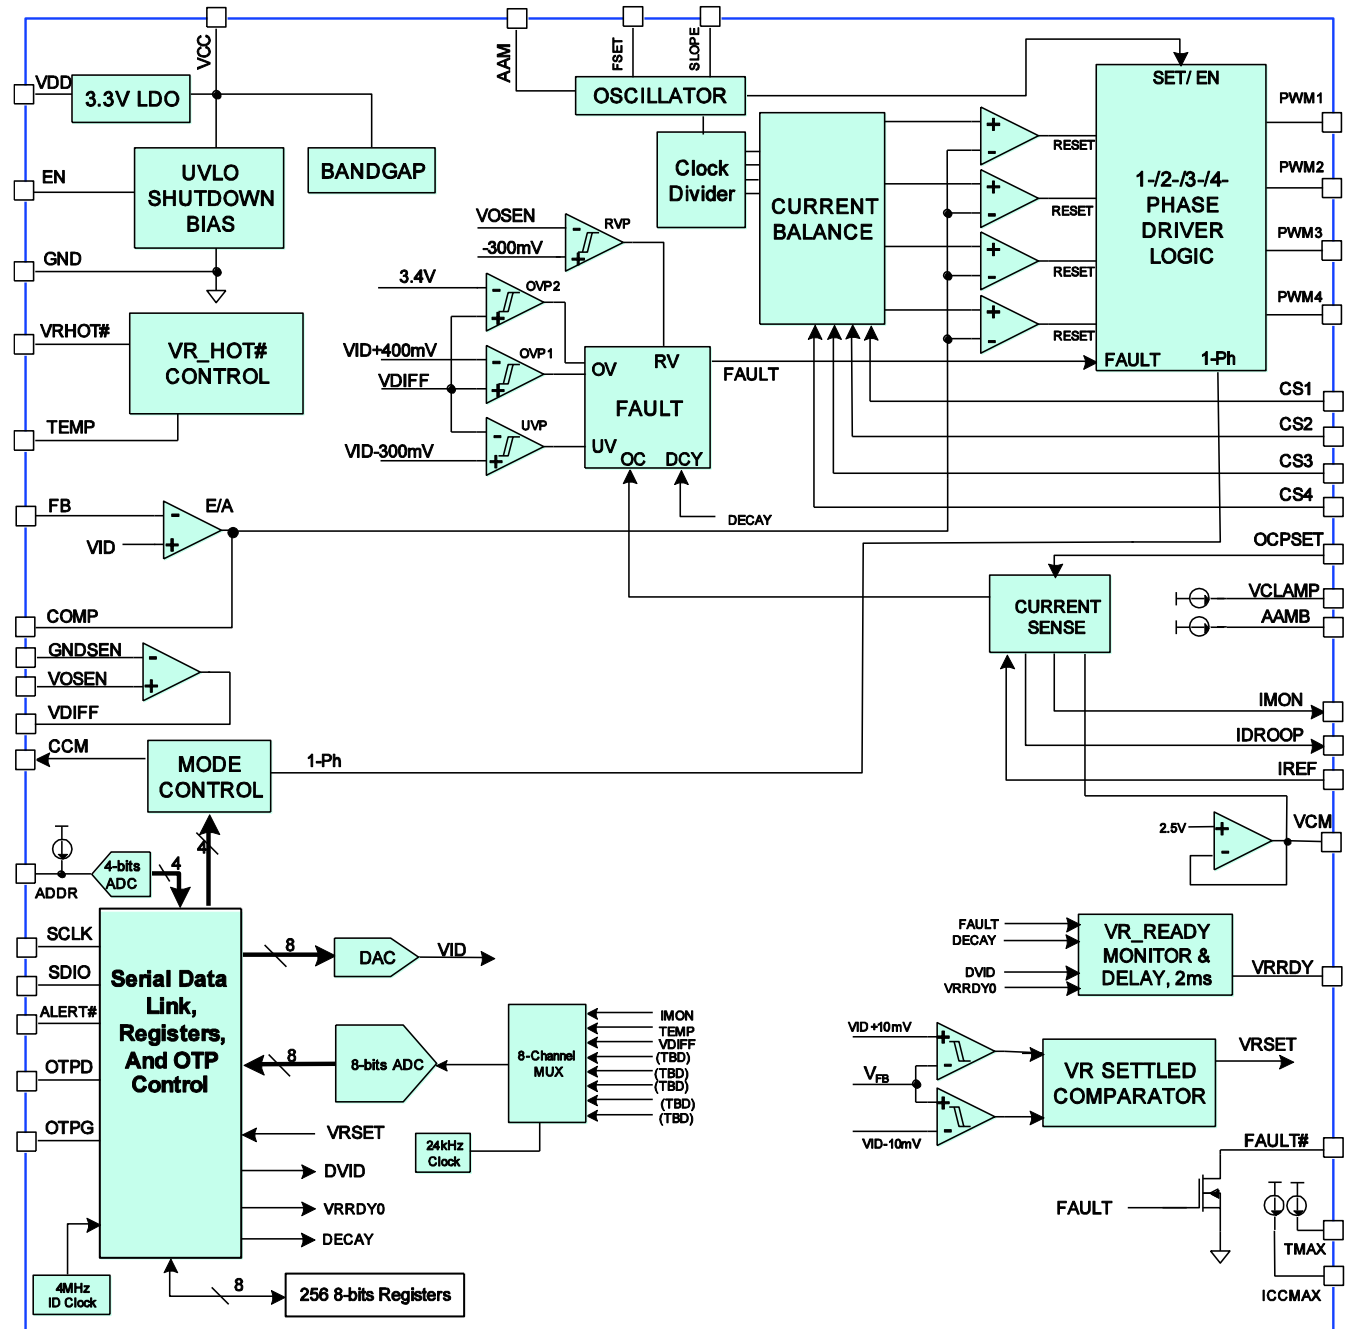 VCC
AAM
FSET
SLOPE
VDD
3.3V LDO
OSCILLATOR
SET/ EN
PWM1
EN
UVLO
SHUTDOWN
BIAS
BANDGAP
Clock
Divider
CURRENT
BALANCE
+
-
RESET
+
-
RESET
+
-
RESET
+
-
RESET
1-/2-/3-/4-
PHASE
DRIVER
LOGIC
PWM2
PWM3
PWM4
GND
VOSEN
-300mV
-
+
RVP
3.4V
-
+
OVP2
VID+400mV
-
+
OVP1
VDIFF
VID-300mV
-
+
UVP
VRHOT#
VR_HOT#
CONTROL
TEMP
RV
OV
FAULT
UV
OC
DCY
FAULT
FAULT
1-Ph
DECAY
CS1
CS2
CS3
CS4
FB
-
+
E/A
VID
COMP
OCPSET
CURRENT
SENSE
VCLAMP
AAMB
GNDSEN
-
VOSEN
+
VDIFF
IMON
IDROOP
IREF
CCM
MODE
CONTROL
1-Ph
2.5V
+
-
VCM
4
4-bits
ADC
4
ADDR
SCLK
SDIO
ALERT#
OTPD
OTPG
Serial Data
Link,
Registers,
And OTP
Control
8
DAC
VID
8
8-bits ADC
8-Channel
MUX
IMON
TEMP
VDIFF
(TBD)
(TBD)
(TBD)
(TBD)
(TBD)
24kHz
Clock
VRSET
DVID
VRRDY0
DECAY
4MHz
ID Clock
8
256 8-bits Registers
FAULT
DECAY
DVID
VRRDY0
VR_READY
MONITOR &
DELAY, 2ms
VRRDY
VID+10mV
+
-
VFB
+
-
VID-10mV
VR SETTLED
COMPARATOR
VRSET
FAULT#
FAULT
TMAX
ICCMAX